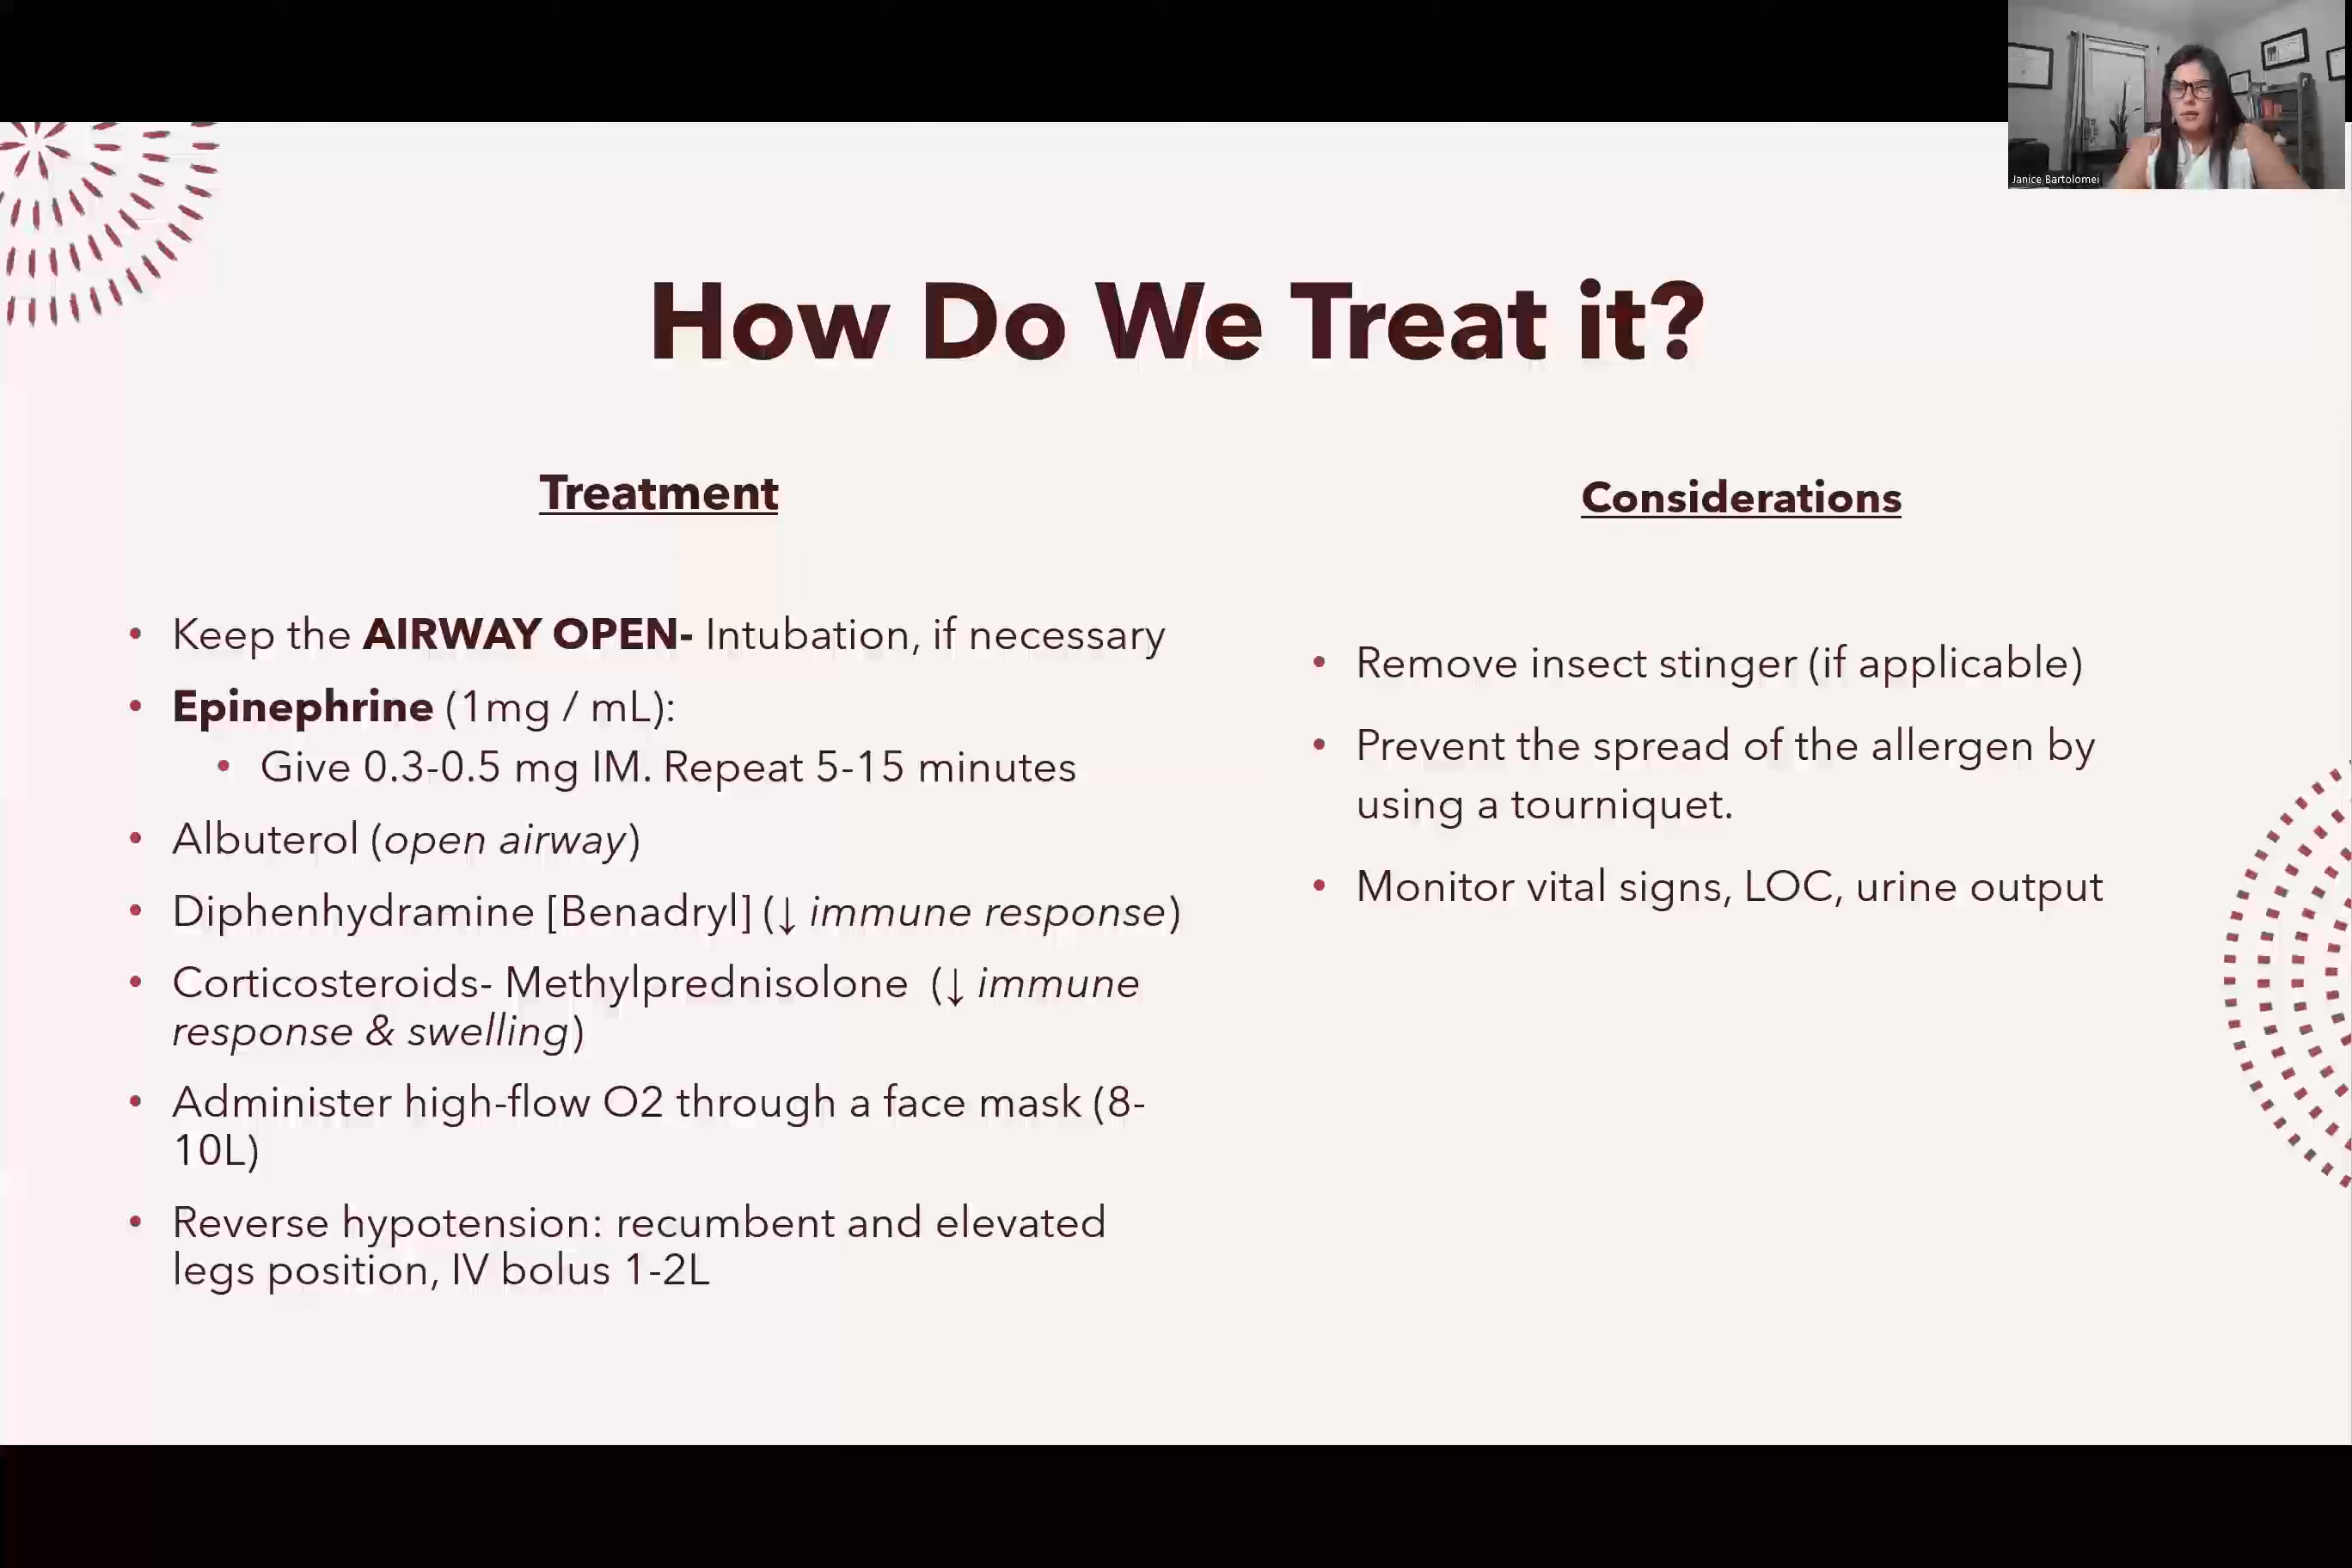 Janice Bartolomei
How Do We Treat it?
Treatment
• Keep the AIRWAY OPEN- Intubation, if necessary
• Epinephrine (1mg / mL):
• Give 0.3-0.5 mg IM. Repeat 5-15 minutes
• Albuterol (open airway)
• Diphenhydramine [Benadryl] (↓ immune response)
• Corticosteroids- Methylprednisolone (↓ immune
response & swelling)
• Administer high-flow O2 through a face mask (8-
10L)
• Reverse hypotension: recumbent and elevated
legs position, IV bolus 1-2L
Considerations
• Remove insect stinger (if applicable)
• Prevent the spread of the allergen by
using a tourniquet.
• Monitor vital signs, LOC, urine output